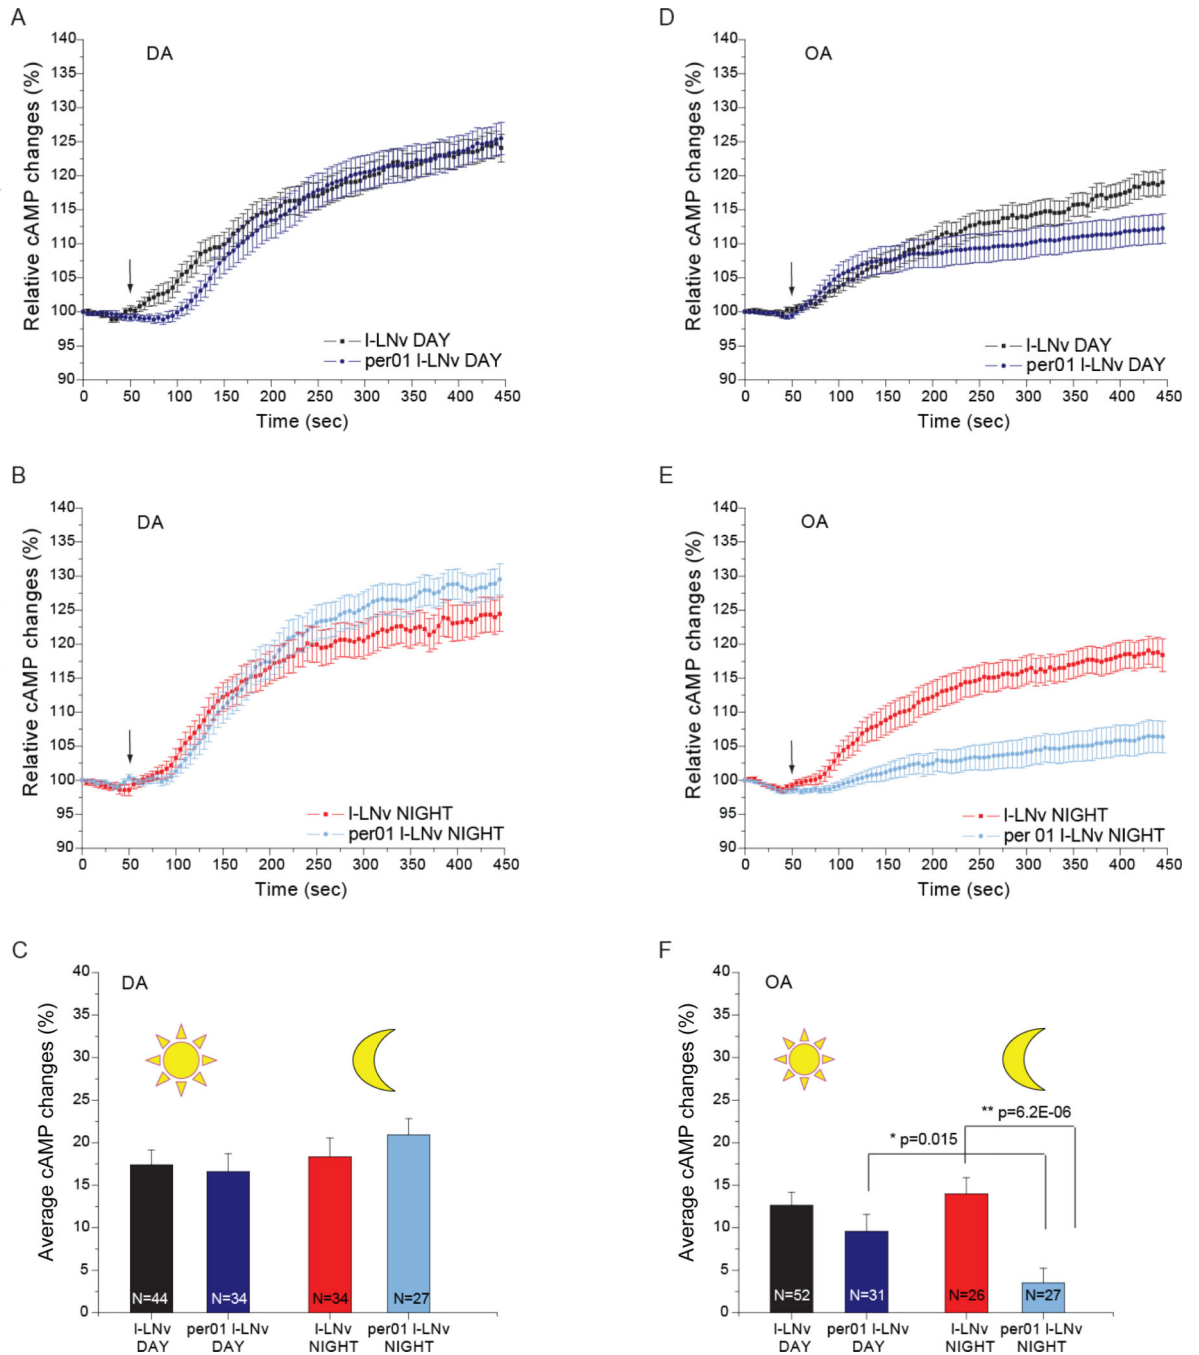 A
DA
Relative cAMP changes (%)
140
135
130
125
120
115
110
105
100
95
90
l-LNv DAY
per01 l-LNv DAY
0 50 100 150 200 250 300 350 400 450
Time (sec)
D
OA
Relative cAMP changes (%)
140
135
130
125
120
115
110
105
100
95
90
l-LNv DAY
per01 l-LNv DAY
0 50 100 150 200 250 300 350 400 450
Time (sec)
B
DA
Relative cAMP changes (%)
140
135
130
125
120
115
110
105
100
95
90
l-LNv NIGHT
per01 l-LNv NIGHT
0 50 100 150 200 250 300 350 400 450
Time (sec)
E
OA
Relative cAMP changes (%)
140
135
130
125
120
115
110
105
100
95
90
l-LNv NIGHT
per 01 l-LNv NIGHT
0 50 100 150 200 250 300 350 400 450
Time (sec)
C
DA
Average cAMP changes (%)
40
35
30
25
20
15
10
5
0
N=44 N=34 N=34 N=27
l-LNv per01 l-LNv l-LNv per01 l-LNv
DAY DAY NIGHT NIGHT
F
OA
Average cAMP changes (%)
40
35
30
25
20
15
10
5
0
** p=6.2E-06
* p=0.015
N=52 N=31 N=26 N=27
l-LNv per01 l-LNv l-LNv per01 l-LNv
DAY DAY NIGHT NIGHT